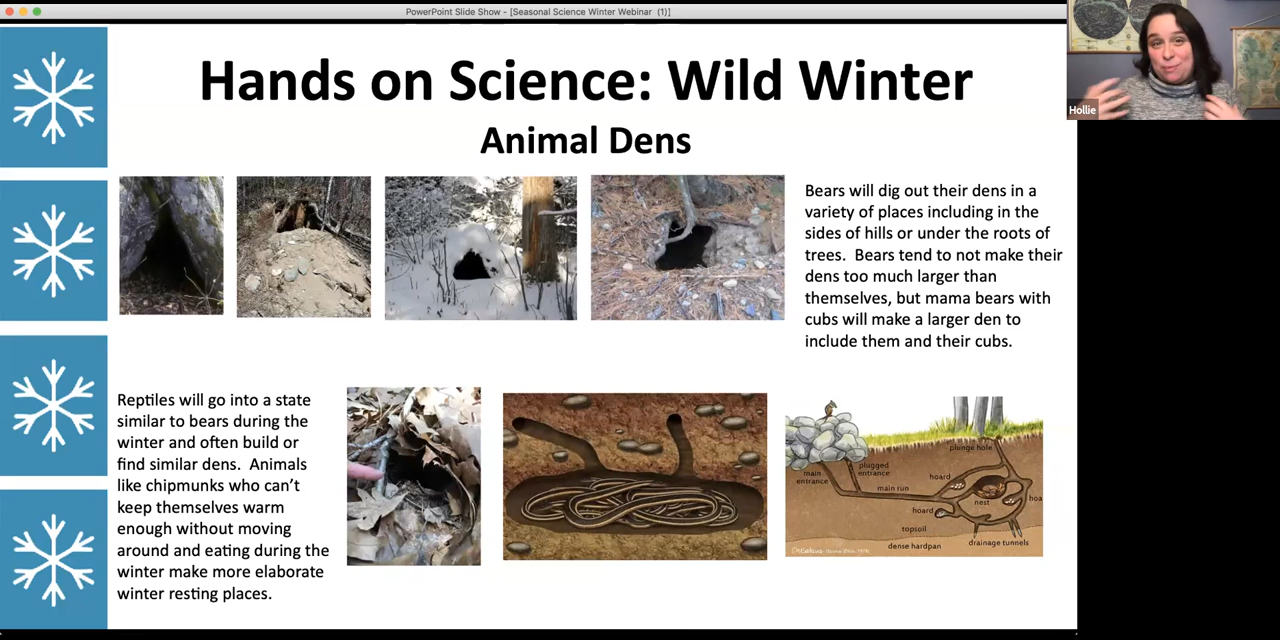 PowerPoint Slide Show - [Seasonal Science Winter Webinar (1)]
Hollie
Hands on Science: Wild Winter
Animal Dens
Bears will dig out their dens in a
variety of places including in the
sides of hills or under the roots of
trees. Bears tend to not make their
dens too much larger than
themselves, but mama bears with
cubs will make a larger den to
include them and their cubs.
Reptiles will go into a state
similar to bears during the
winter and often build or
find similar dens. Animals
like chipmunks who can’t
keep themselves warm
enough without moving
around and eating during the
winter make more elaborate
winter resting places.
plunge hole
main
entrance
plugged
entrance
main run
hoard
nest
hoa
hoard
topsoil
dense hardpan
drainage tunnels